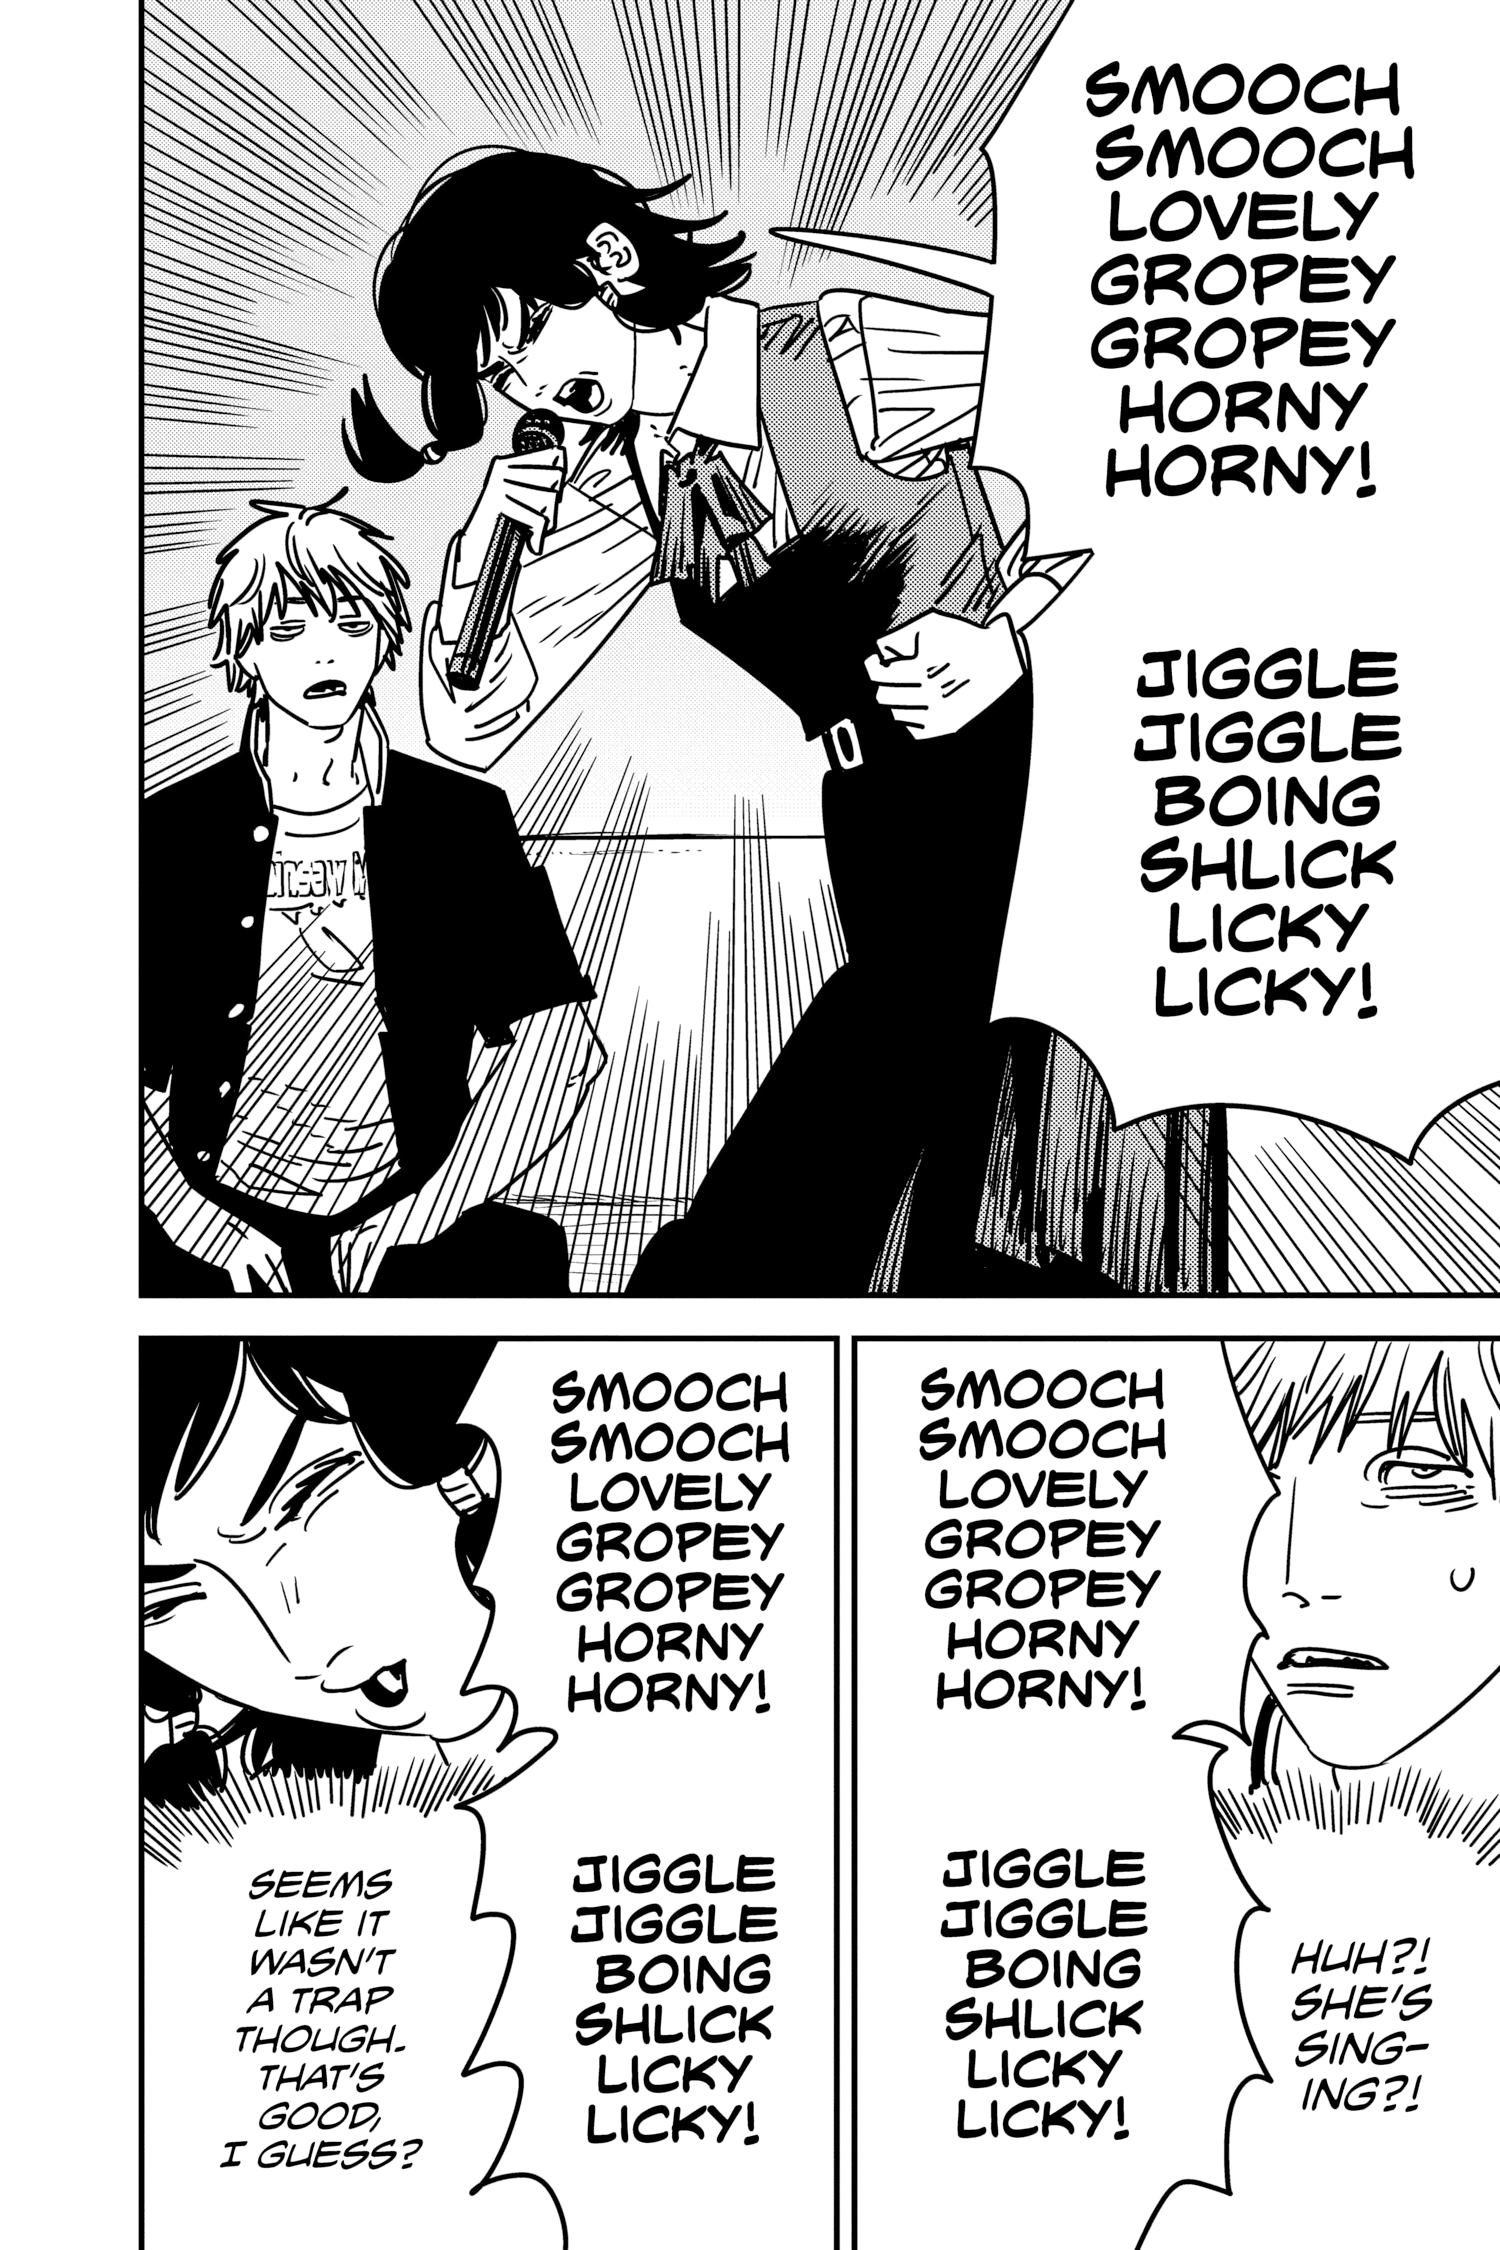 SMOOCH
SMOOCH
LOVELY
GROPEY
GROPEY
HORNY
HORNY!
JIGGLE
JIGGLE
BOING
SHLICK
LICKY
LICKY!
SMOOCH
SMOOCH
LOVELY
GROPEY
GROPEY
HORNY
HORNY!
JIGGLE
JIGGLE
BOING
SHLICK
LICKY
LICKY!
HUH?!
SHE'S
SING-
ING?!
SMOOCH
SMOOCH
LOVELY
GROPEY
GROPEY
HORNY
HORNY!
JIGGLE
JIGGLE
BOING
SHLICK
LICKY
LICKY!
SEEMS
LIKE IT
WASN'T
A TRAP
THOUGH.
THAT'S
GOOD,
I GUESS?